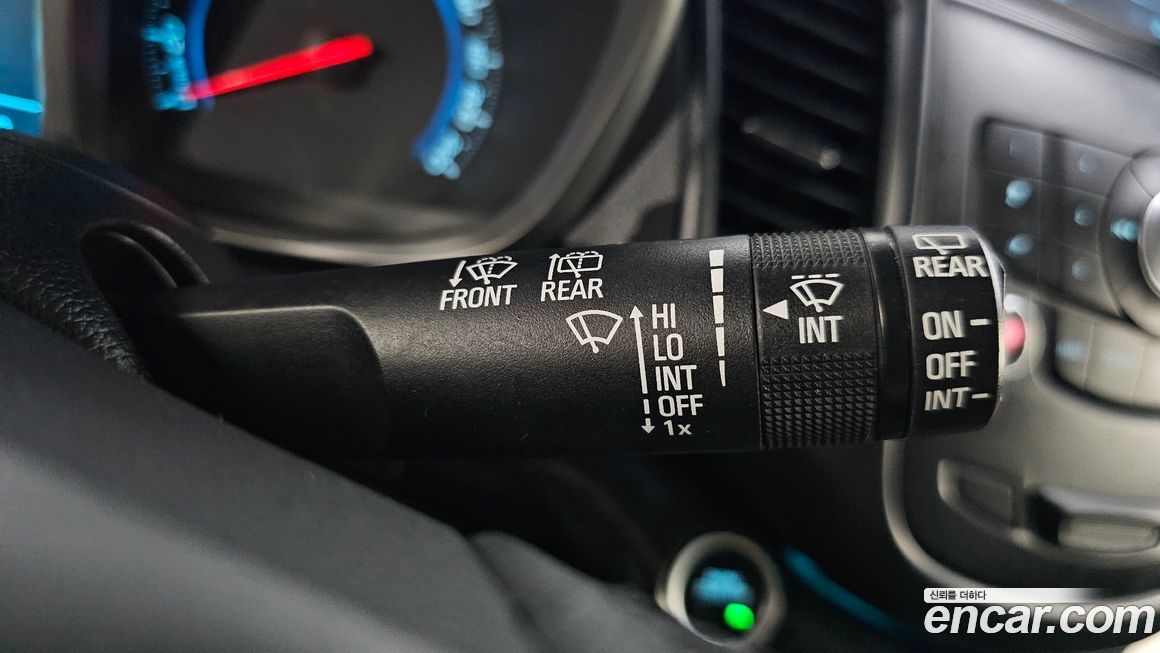 FRONT
REAR
HI
LO
INT
OFF
1x
INT
REAR
ON
OFF
INT
신뢰를 더하다
encar.com